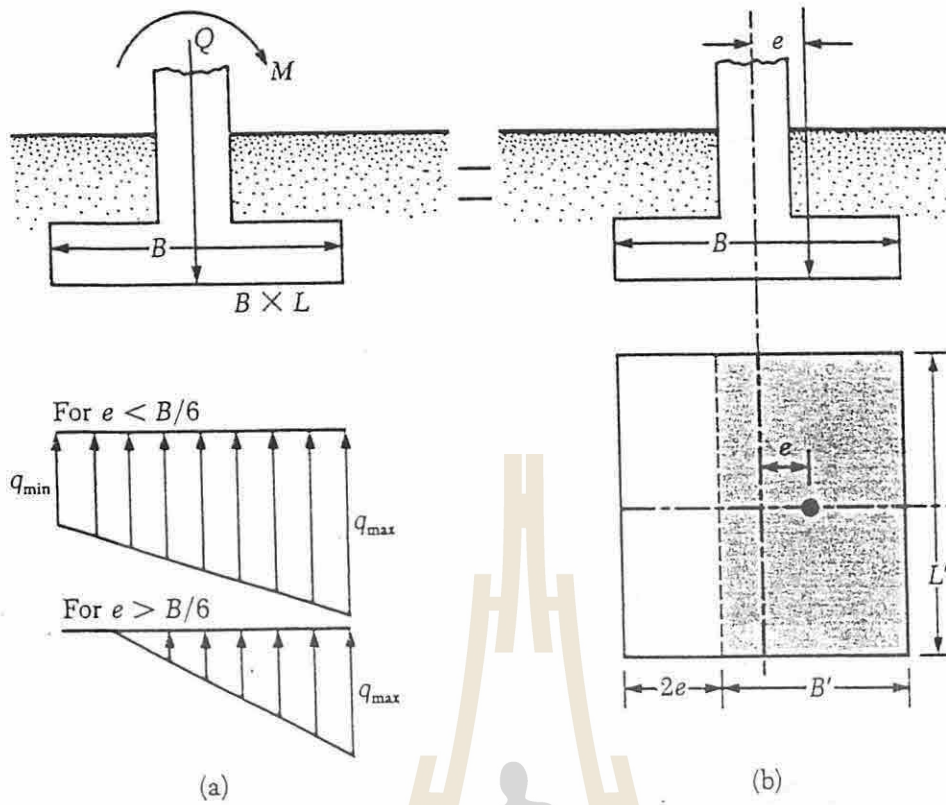 Q
M
B
B × L
=
e
B
For e < B/6
q_min
q_max
For e > B/6
q_max
(a)
e
L'
2e
B'
(b)